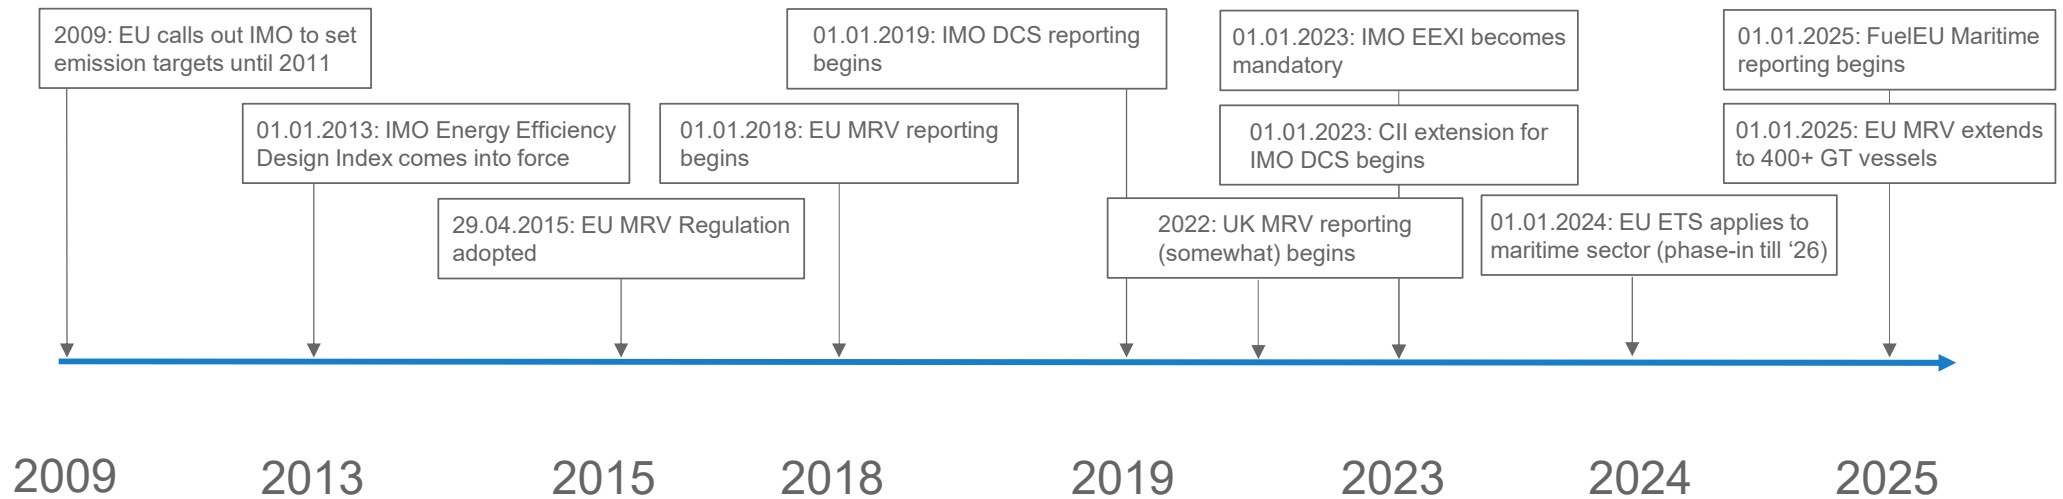 2009: EU calls out IMO to set
emission targets until 2011
01.01.2013: IMO Energy Efficiency
Design Index comes into force
29.04.2015: EU MRV Regulation
adopted
01.01.2018: EU MRV reporting
begins
01.01.2019: IMO DCS reporting
begins
2022: UK MRV reporting
(somewhat) begins
01.01.2023: IMO EEXI becomes
mandatory
01.01.2023: CII extension for
IMO DCS begins
01.01.2024: EU ETS applies to
maritime sector (phase-in till ‘26)
01.01.2025: FuelEU Maritime
reporting begins
01.01.2025: EU MRV extends
to 400+ GT vessels
2009
2013
2015
2018
2019
2023
2024
2025